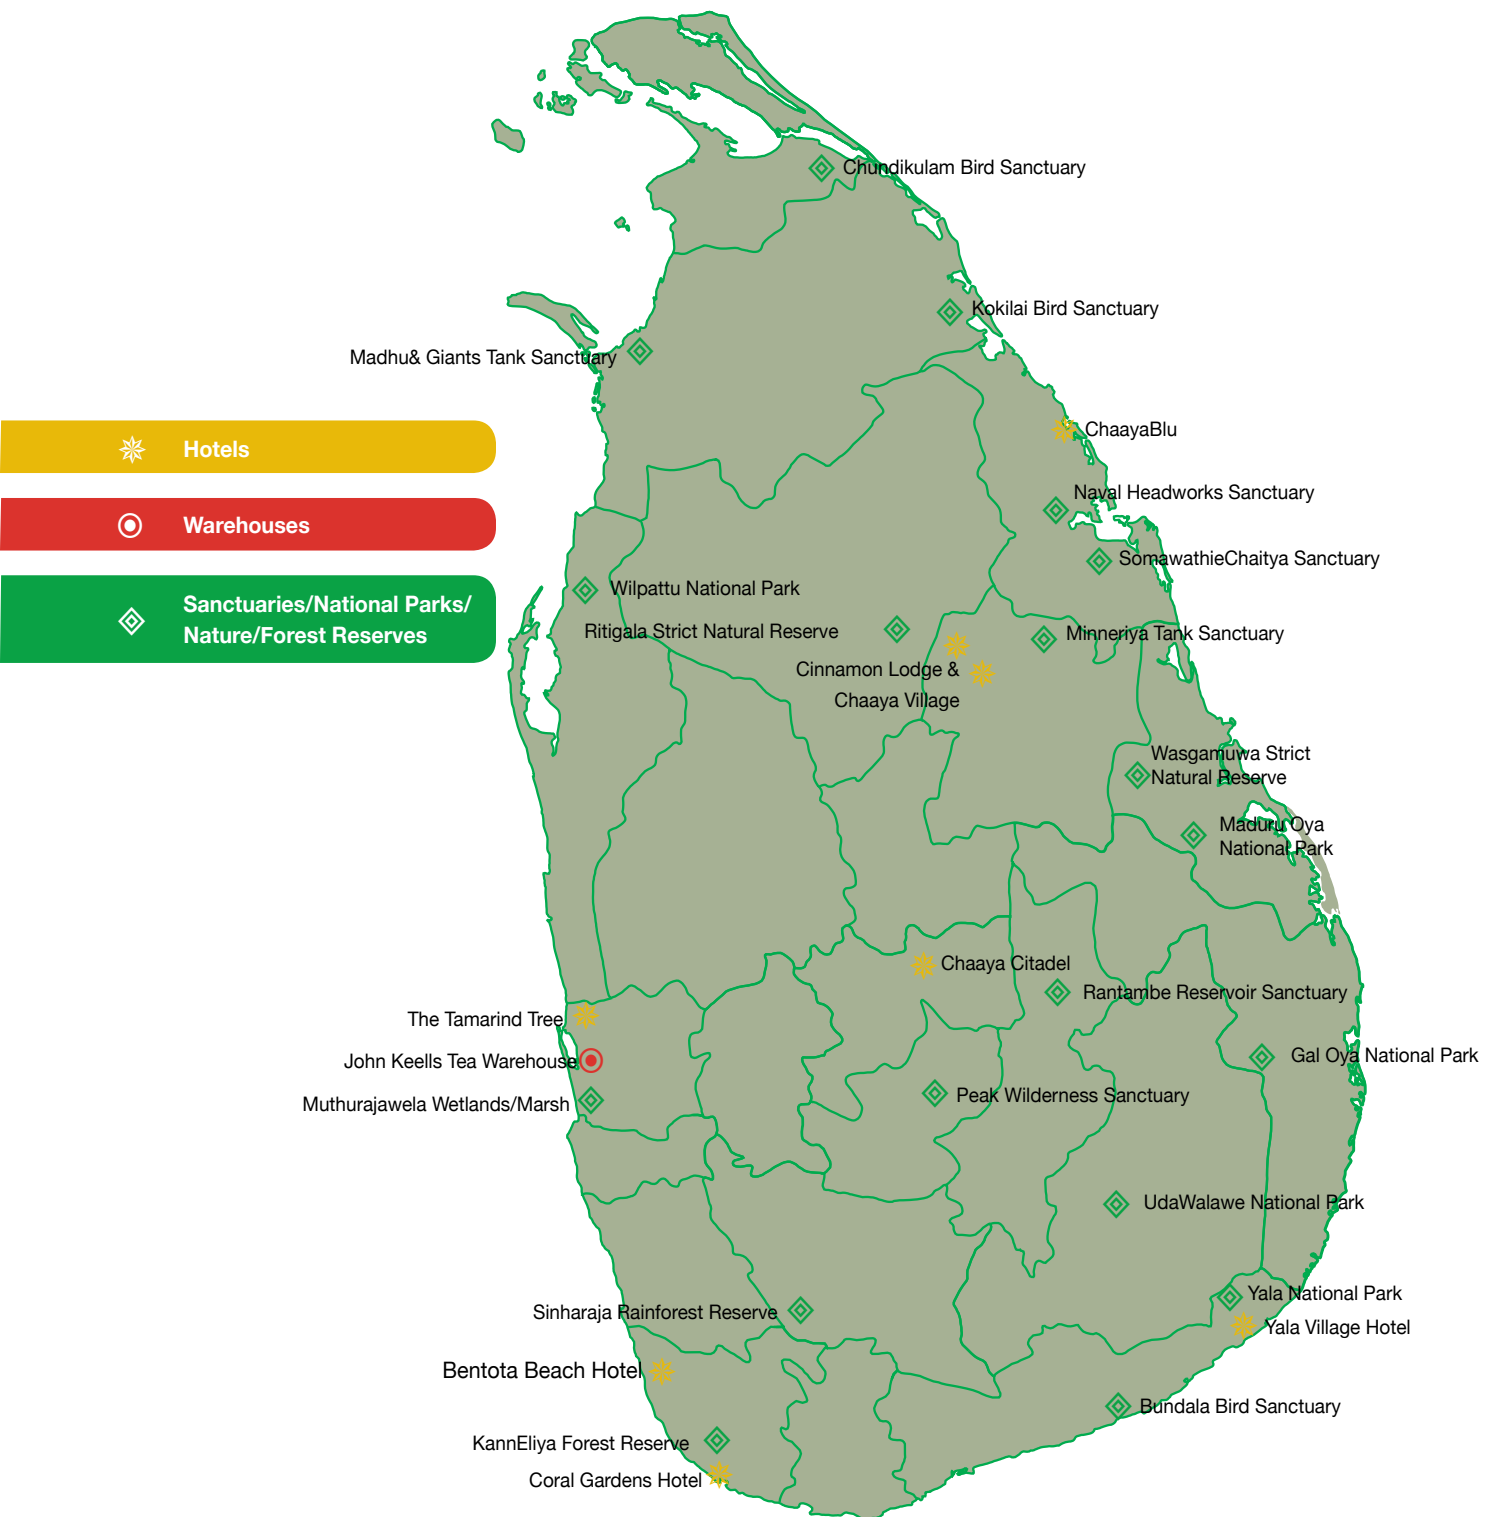 Chundikulam Bird Sanctuary
Kokilai Bird Sanctuary
Madhu& Giants Tank Sanctuary
Hotels
Warehouses
Sanctuaries/National Parks/
Nature/Forest Reserves
ChaayaBlu
Naval Headworks Sanctuary
SomawathieChaitya Sanctuary
Wilpattu National Park
Ritigala Strict Natural Reserve
Minneriya Tank Sanctuary
Cinnamon Lodge &
Chaaya Village
Wasgamuwa Strict
Natural Reserve
Maduru Oya
National Park
Chaaya Citadel
Rantambe Reservoir Sanctuary
The Tamarind Tree
John Keells Tea Warehouse
Gal Oya National Park
Muthurajawela Wetlands/Marsh
Peak Wilderness Sanctuary
UdaWalawe National Park
Yala National Park
Sinharaja Rainforest Reserve
Yala Village Hotel
Bentota Beach Hotel
Bundala Bird Sanctuary
KannEliya Forest Reserve
Coral Gardens Hotel